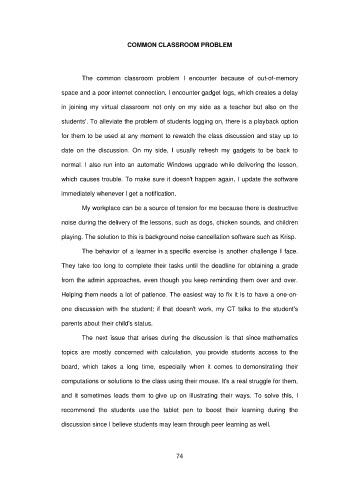 COMMON CLASSROOM PROBLEM
The common classroom problem I encounter because of out-of-memory
space and a poor internet connection, I encounter gadget logs, which creates a delay
in joining my virtual classroom not only on my side as a teacher but also on the
students'. To alleviate the problem of students logging on, there is a playback option
for them to be used at any moment to rewatch the class discussion and stay up to
date on the discussion. On my side, I usually refresh my gadgets to be back to
normal. I also run into an automatic Windows upgrade while delivering the lesson,
which causes trouble. To make sure it doesn't happen again, I update the software
immediately whenever I get a notification.
My workplace can be a source of tension for me because there is destructive
noise during the delivery of the lessons, such as dogs, chicken sounds, and children
playing. The solution to this is background noise cancellation software such as Krisp.
The behavior of a learner in a specific exercise is another challenge I face.
They take too long to complete their tasks until the deadline for obtaining a grade
from the admin approaches, even though you keep reminding them over and over.
Helping them needs a lot of patience. The easiest way to fix it is to have a one-on-
one discussion with the student; if that doesn't work, my CT talks to the student's
parents about their child's status.
The next issue that arises during the discussion is that since mathematics
topics are mostly concerned with calculation, you provide students access to the
board, which takes a long time, especially when it comes to demonstrating their
computations or solutions to the class using their mouse. It's a real struggle for them,
and it sometimes leads them to give up on illustrating their ways. To solve this, I
recommend the students use the tablet pen to boost their learning during the
discussion since I believe students may learn through peer learning as well.
74